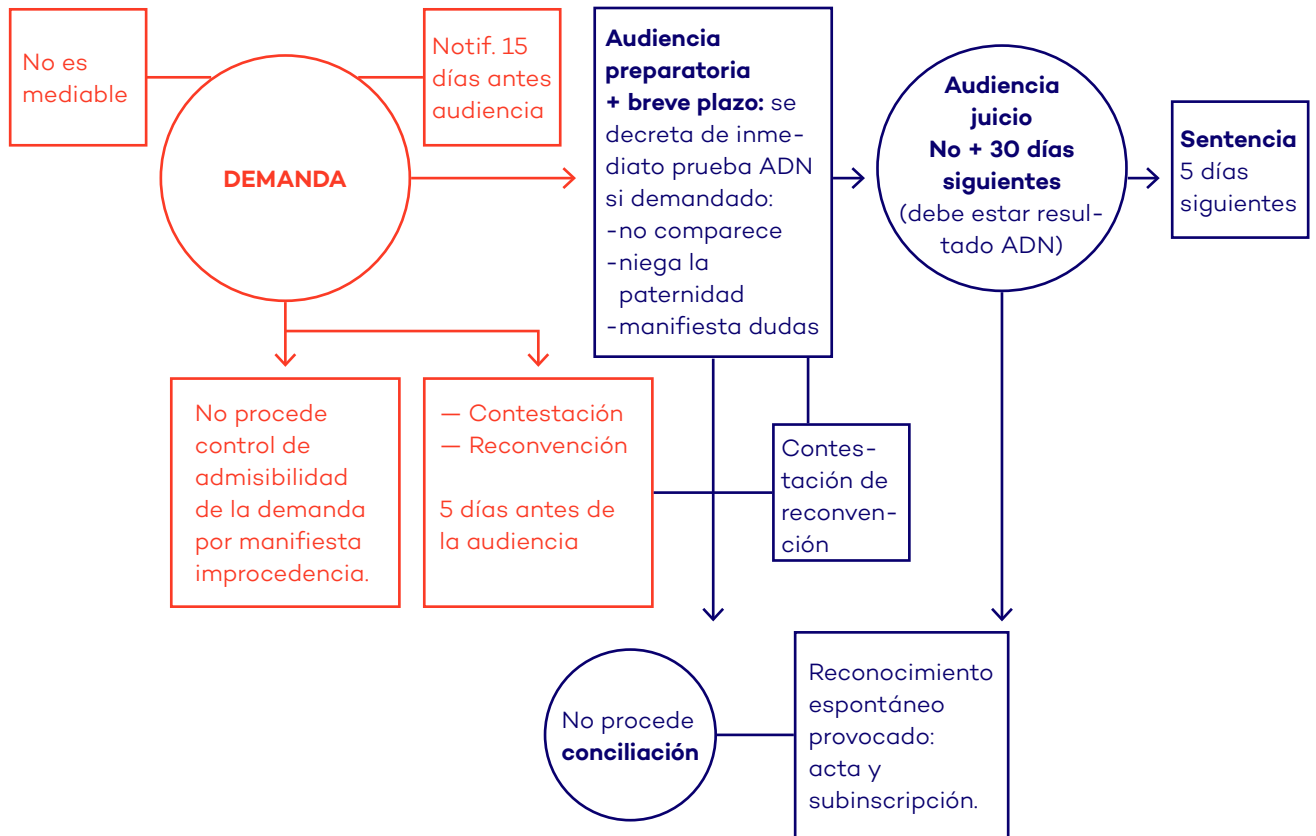 No es
mediable
DEMANDA
Notif. 15
días antes
audiencia
Audiencia
preparatoria
+ breve plazo: se
decreta de inme-
diato prueba ADN
si demandado:
-no comparece
-niega la
paternidad
-manifiesta dudas
Audiencia
juicio
No + 30 días
siguientes
(debe estar resul-
tado ADN)
Sentencia
5 días
siguientes
No procede
control de
admisibilidad
de la demanda
por manifiesta
improcedencia.
— Contestación
— Reconvención
5 días antes de
la audiencia
Contes-
tación de
reconven-
ción
No procede
conciliación
Reconocimiento
espontáneo
provocado:
acta y
subinscripción.